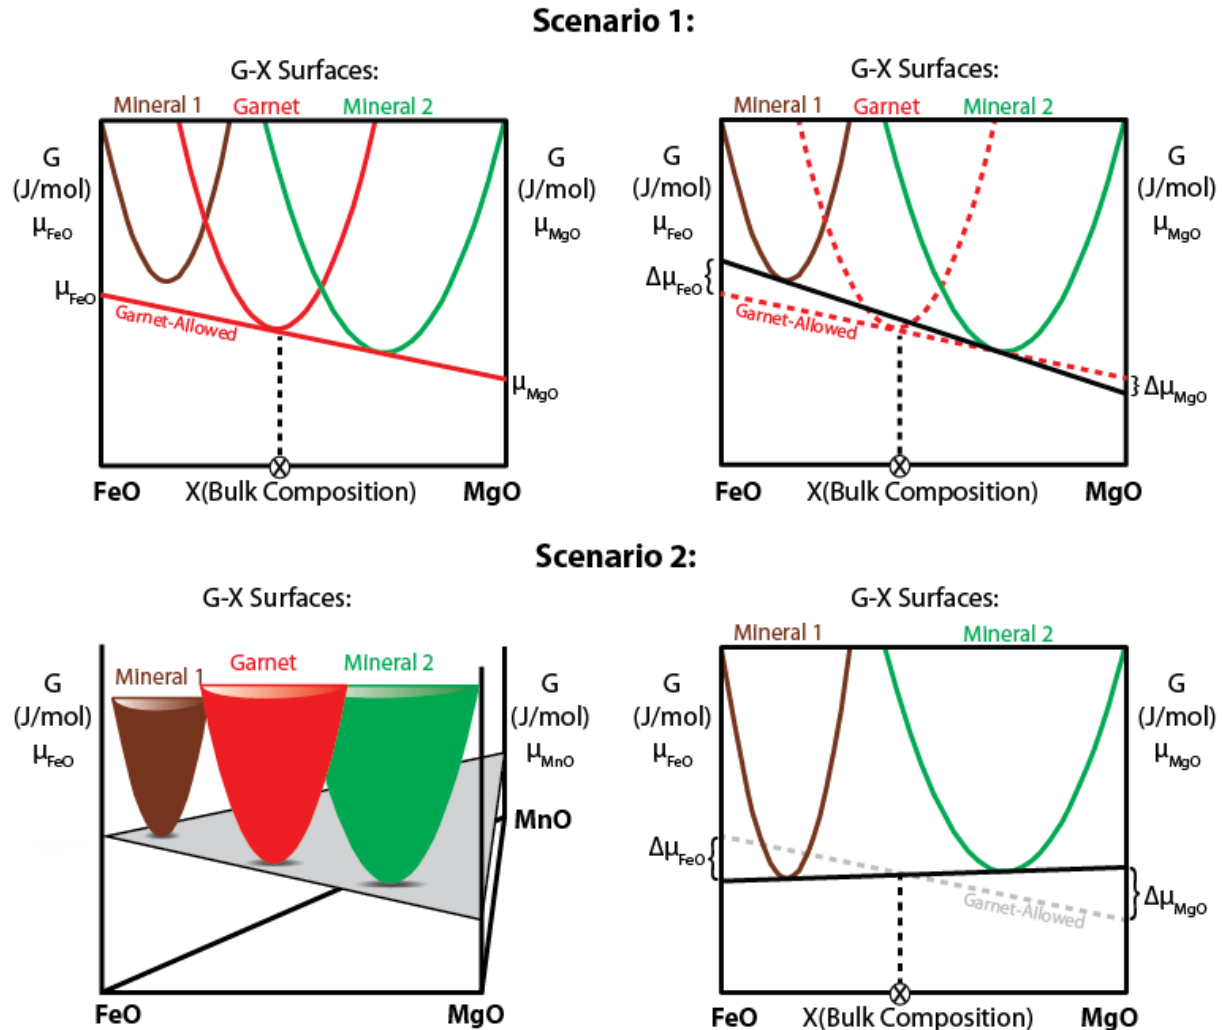 Scenario 1:
G-X Surfaces:
Mineral 1 Garnet Mineral 2
G
(J/mol)
μFeO
G
(J/mol)
μMgO
μFeO
Garnet-Allowed
μMgO
FeO X(Bulk Composition) MgO
X
G-X Surfaces:
Mineral 1 Garnet Mineral 2
G
(J/mol)
μFeO
G
(J/mol)
μMgO
ΔμFeO
Garnet-Allowed
ΔμMgO
X
FeO X(Bulk Composition) MgO
Scenario 2:
G-X Surfaces:
Mineral 1 Garnet Mineral 2
G
(J/mol)
μFeO
G
(J/mol)
μMnO
MnO
FeO MgO
G-X Surfaces:
Mineral 1 Mineral 2
G
(J/mol)
μFeO
G
(J/mol)
μMgO
ΔμFeO
Garnet-Allowed
ΔμMgO
X
FeO X(Bulk Composition) MgO